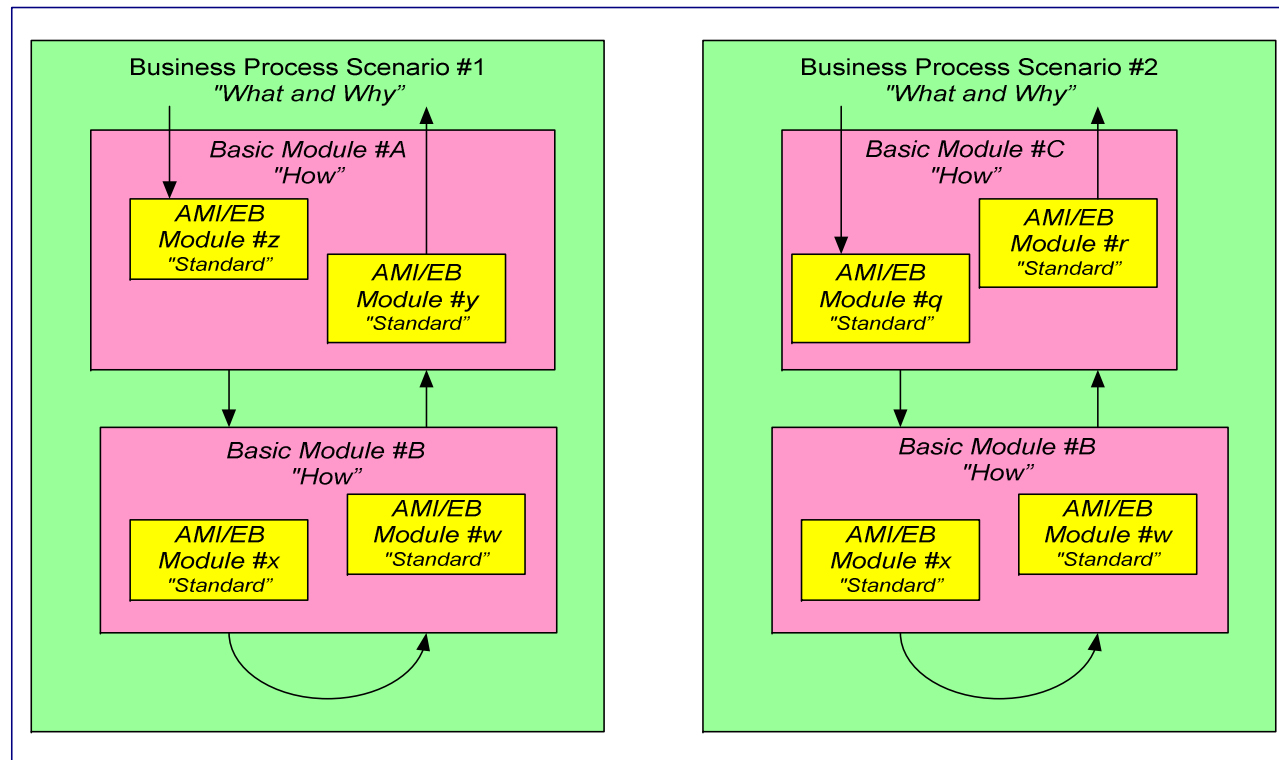 Business Process Scenario #1
"What and Why”
Basic Module #A
"How”
AMI/EB
Module #z
"Standard”
AMI/EB
Module #y
"Standard”
Basic Module #B
"How”
AMI/EB
Module #x
"Standard”
AMI/EB
Module #w
"Standard”
Business Process Scenario #2
"What and Why”
Basic Module #C
"How”
AMI/EB
Module #q
"Standard”
AMI/EB
Module #r
"Standard”
Basic Module #B
"How”
AMI/EB
Module #x
"Standard”
AMI/EB
Module #w
"Standard”